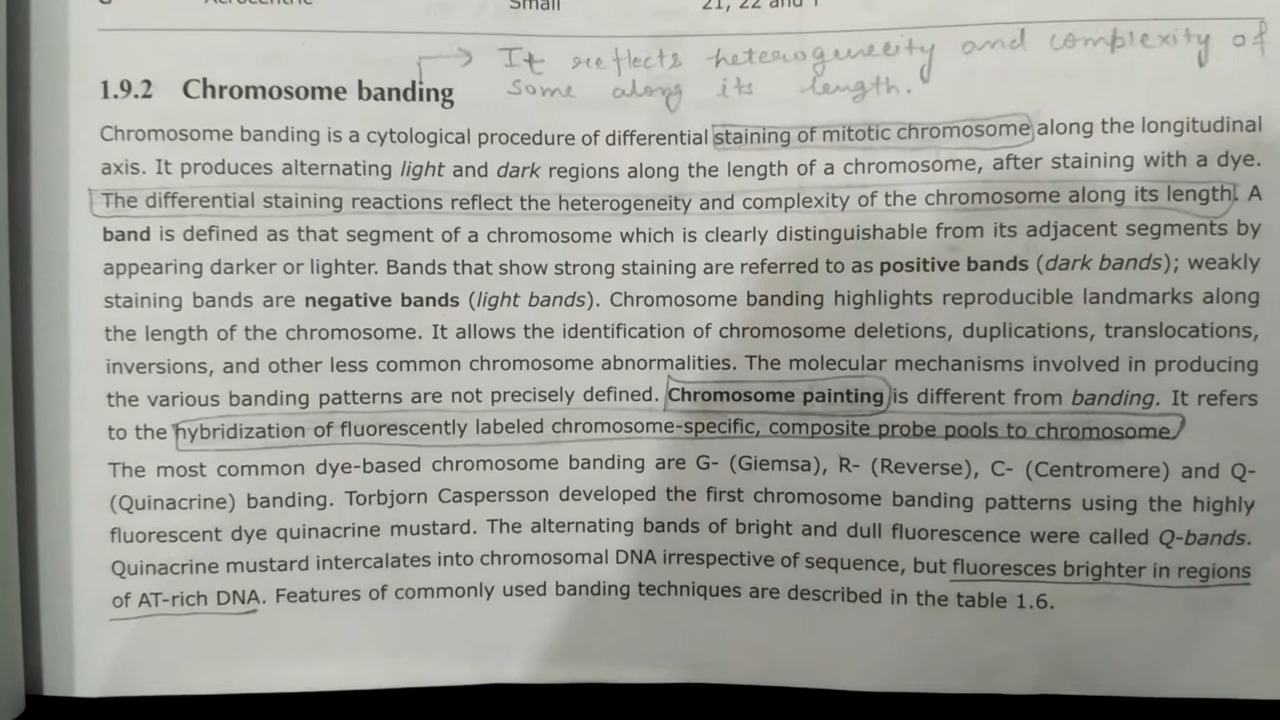 Acrocentric Small 21, 22 and Y
It reflects heterogeneity and complexity of
1.9.2 Chromosome banding some along its length.
Chromosome banding is a cytological procedure of differential staining of mitotic chromosome along the longitudinal
axis. It produces alternating light and dark regions along the length of a chromosome, after staining with a dye.
The differential staining reactions reflect the heterogeneity and complexity of the chromosome along its length. A
band is defined as that segment of a chromosome which is clearly distinguishable from its adjacent segments by
appearing darker or lighter. Bands that show strong staining are referred to as positive bands (dark bands); weakly
staining bands are negative bands (light bands). Chromosome banding highlights reproducible landmarks along
the length of the chromosome. It allows the identification of chromosome deletions, duplications, translocations,
inversions, and other less common chromosome abnormalities. The molecular mechanisms involved in producing
the various banding patterns are not precisely defined. Chromosome painting is different from banding. It refers
to the hybridization of fluorescently labeled chromosome-specific, composite probe pools to chromosome.
The most common dye-based chromosome banding are G- (Giemsa), R- (Reverse), C- (Centromere) and Q-
(Quinacrine) banding. Torbjorn Caspersson developed the first chromosome banding patterns using the highly
fluorescent dye quinacrine mustard. The alternating bands of bright and dull fluorescence were called Q-bands.
Quinacrine mustard intercalates into chromosomal DNA irrespective of sequence, but fluoresces brighter in regions
of AT-rich DNA. Features of commonly used banding techniques are described in the table 1.6.